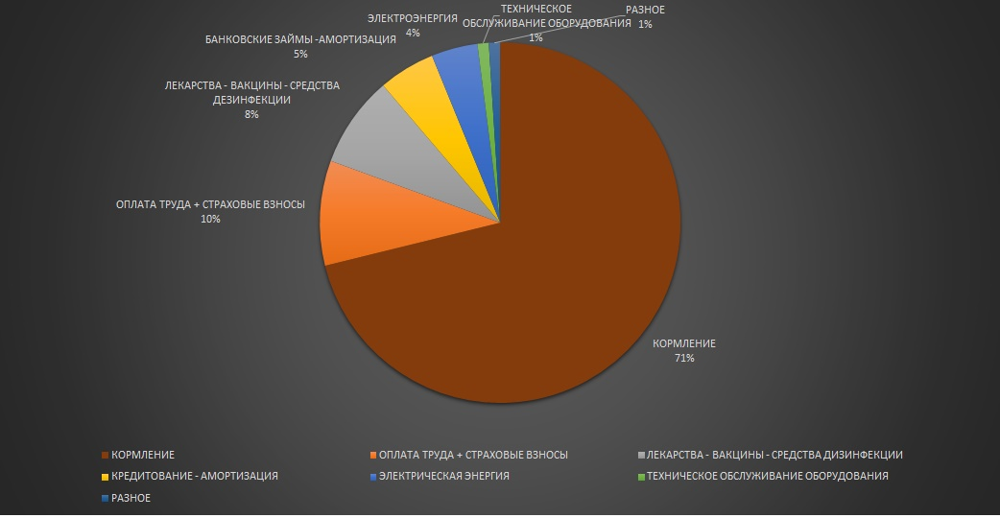 ТЕХНИЧЕСКОЕ
ОБСЛУЖИВАНИЕ ОБОРУДОВАНИЯ
1%
РАЗНОЕ
1%
ЭЛЕКТРОЭНЕРГИЯ
4%
БАНКОВСКИЕ ЗАЙМЫ -АМОРТИЗАЦИЯ
5%
ЛЕКАРСТВА - ВАКЦИНЫ - СРЕДСТВА
ДЕЗИНФЕКЦИИ
8%
ОПЛАТА ТРУДА + СТРАХОВЫЕ ВЗНОСЫ
10%
КОРМЛЕНИЕ
71%
КОРМЛЕНИЕ
ОПЛАТА ТРУДА + СТРАХОВЫЕ ВЗНОСЫ
ЛЕКАРСТВА - ВАКЦИНЫ - СРЕДСТВА ДИЗИНФЕКЦИИ
КРЕДИТОВАНИЕ - АМОРТИЗАЦИЯ
ЭЛЕКТРИЧЕСКАЯ ЭНЕРГИЯ
ТЕХНИЧЕСКОЕ ОБСЛУЖИВАНИЕ ОБОРУДОВАНИЯ
РАЗНОЕ